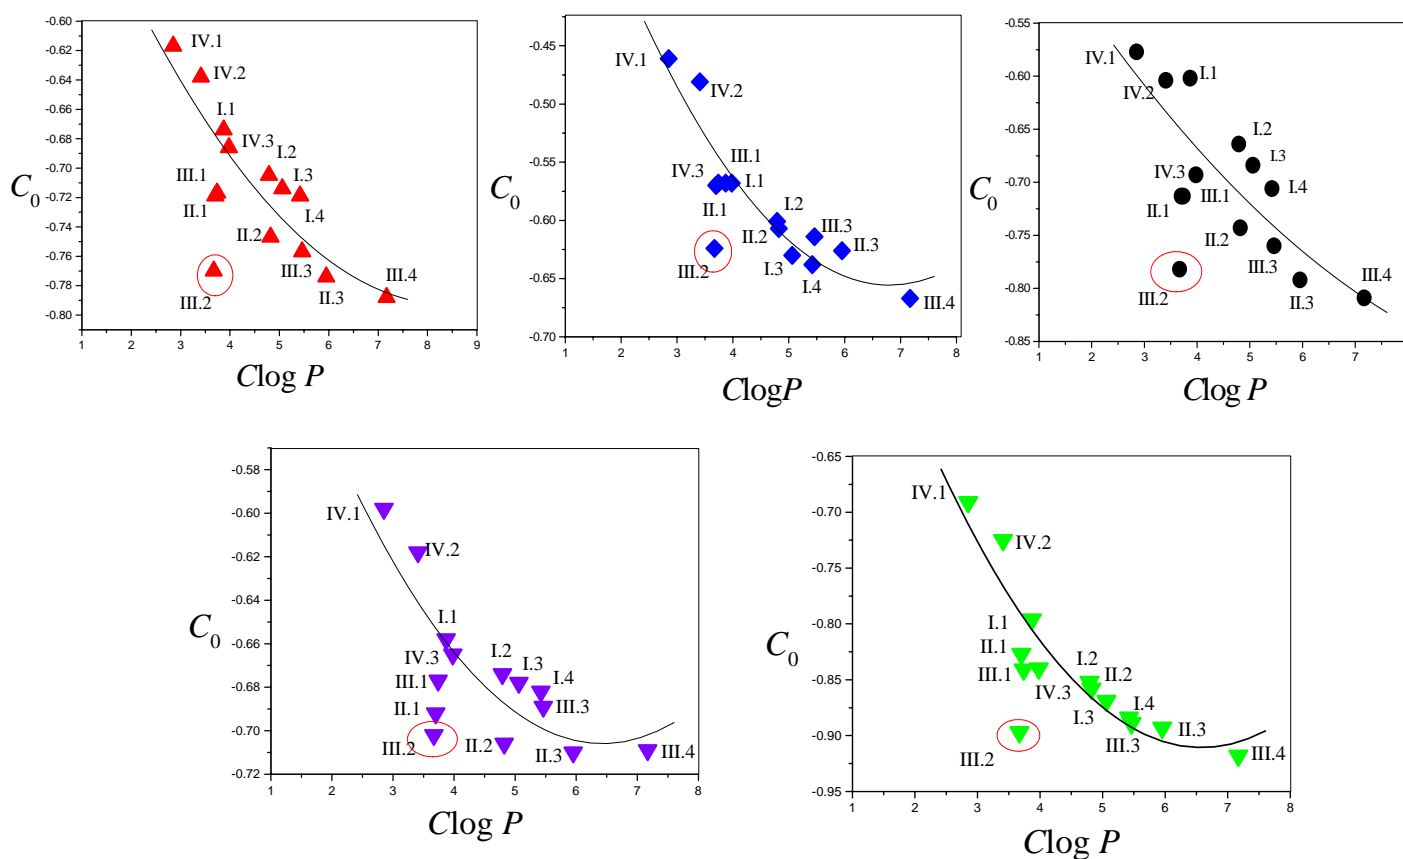 -0.60
-0.62
-0.64
-0.66
-0.68
-0.70
-0.72
-0.74
-0.76
-0.78
-0.80
C0
IV.1
IV.2
I.1
IV.3
I.2
III.1
I.3
II.1
I.4
II.2
III.3
III.2
II.3
III.4
1 2 3 4 5 6 7 8 9
Clog P
-0.45
-0.50
-0.55
-0.60
-0.65
-0.70
C0
IV.1
IV.2
III.1
IV.3
I.1
II.1
I.2
III.3
II.2
II.3
III.2
I.3
I.4
III.4
1 2 3 4 5 6 7 8
ClogP
-0.55
-0.60
-0.65
-0.70
-0.75
-0.80
-0.85
C0
IV.1
IV.2
I.1
I.2
I.3
IV.3
I.4
III.1
II.1
II.2
III.3
III.2
II.3
III.4
1 2 3 4 5 6 7
Clog P
-0.58
-0.60
-0.62
-0.64
-0.66
-0.68
-0.70
-0.72
C0
IV.1
IV.2
I.1
IV.3
I.2
I.3
I.4
III.1
III.3
II.1
III.2
II.2
II.3
III.4
1 2 3 4 5 6 7 8
Clog P
-0.65
-0.70
-0.75
-0.80
-0.85
-0.90
-0.95
C0
IV.1
IV.2
I.1
II.1
I.2
III.1
II.2
IV.3
I.3
I.4
III.3
II.3
III.2
III.4
1 2 3 4 5 6 7 8
Clog P